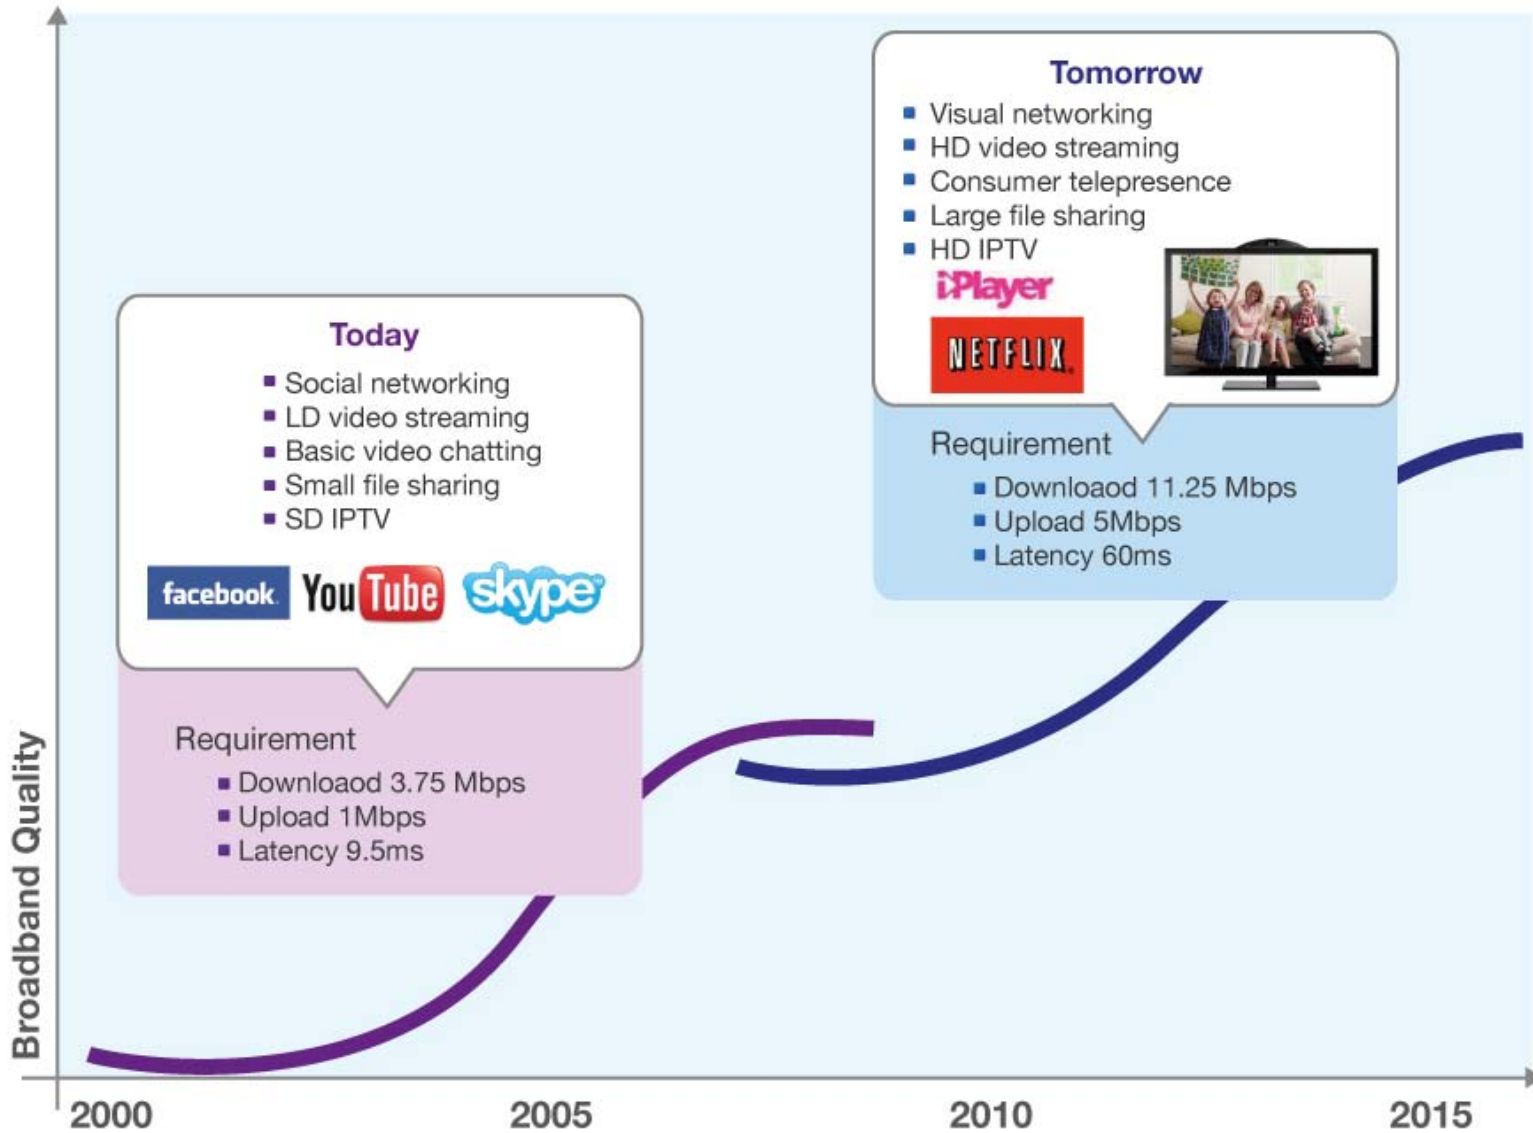 Tomorrow
Visual networking
HD video streaming
Consumer telepresence
Large file sharing
HD IPTV
iPlayer
NETFLIX
Requirement
Downloaod 11.25 Mbps
Upload 5Mbps
Latency 60ms
Today
Social networking
LD video streaming
Basic video chatting
Small file sharing
SD IPTV
facebook
YouTube
skype
Requirement
Downloaod 3.75 Mbps
Upload 1Mbps
Latency 9.5ms
Broadband Quality
2000
2005
2010
2015